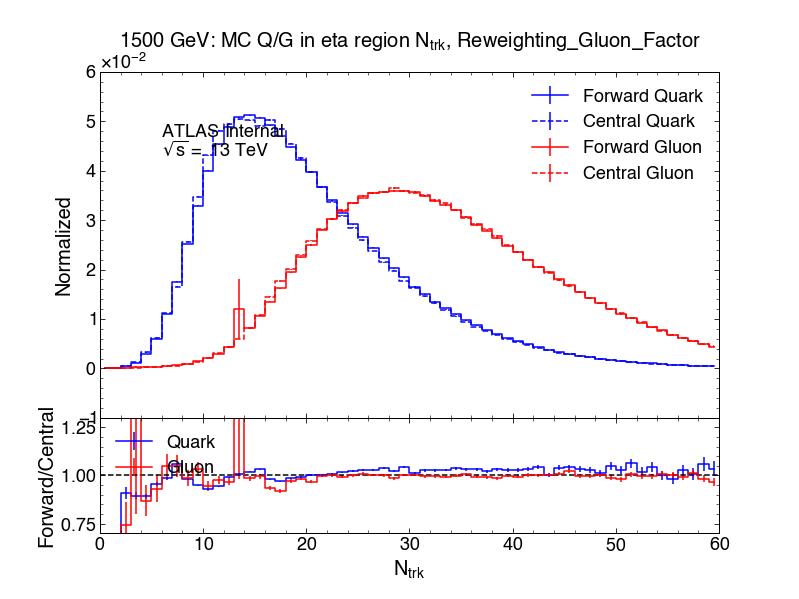 1500 GeV: MC Q/G in eta region Ntrk, Reweighting_Gluon_Factor
×10−2
6
5
4
3
2
1
0
−1
Normalized
ATLAS Internal
√s = 13 TeV
Forward Quark
Central Quark
Forward Gluon
Central Gluon
1.25
1.00
0.75
Forward/Central
Quark
Gluon
0 10 20 30 40 50 60
Ntrk